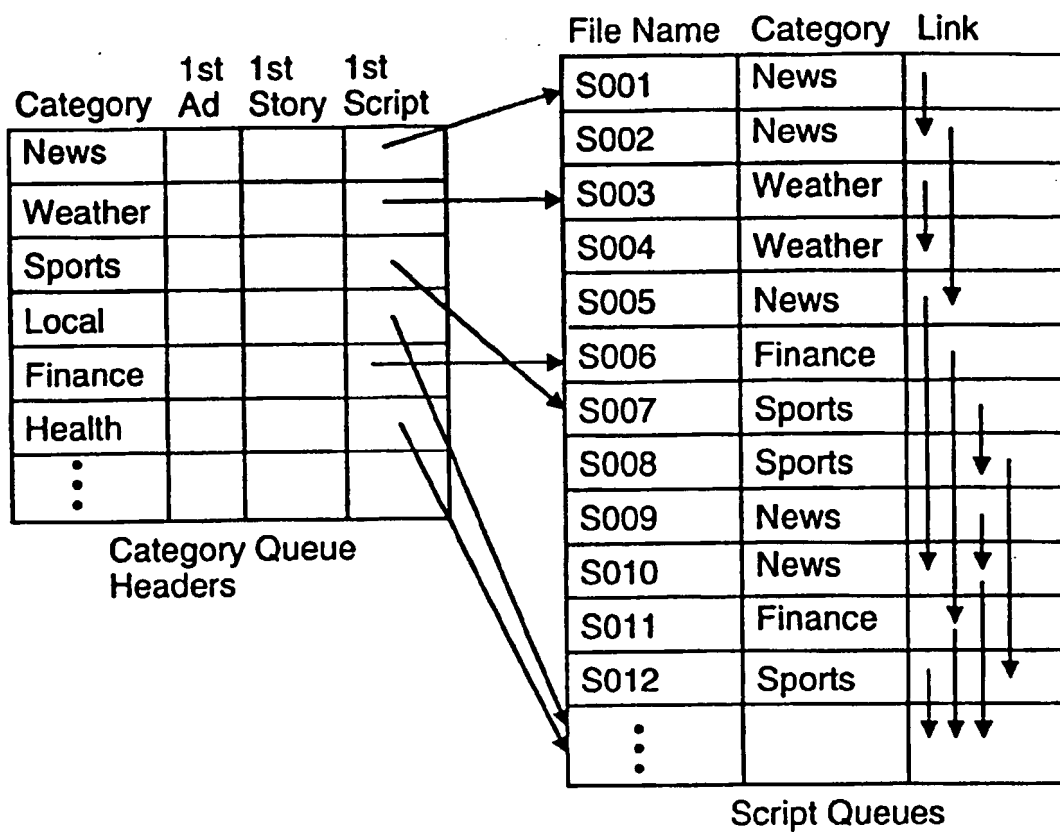 File Name Category Link
1st 1st 1st
Category Ad Story Script
News
Weather
Sports
Local
Finance
Health
Category Queue
Headers
S001 News
S002 News
S003 Weather
S004 Weather
S005 News
S006 Finance
S007 Sports
S008 Sports
S009 News
S010 News
S011 Finance
S012 Sports
Script Queues